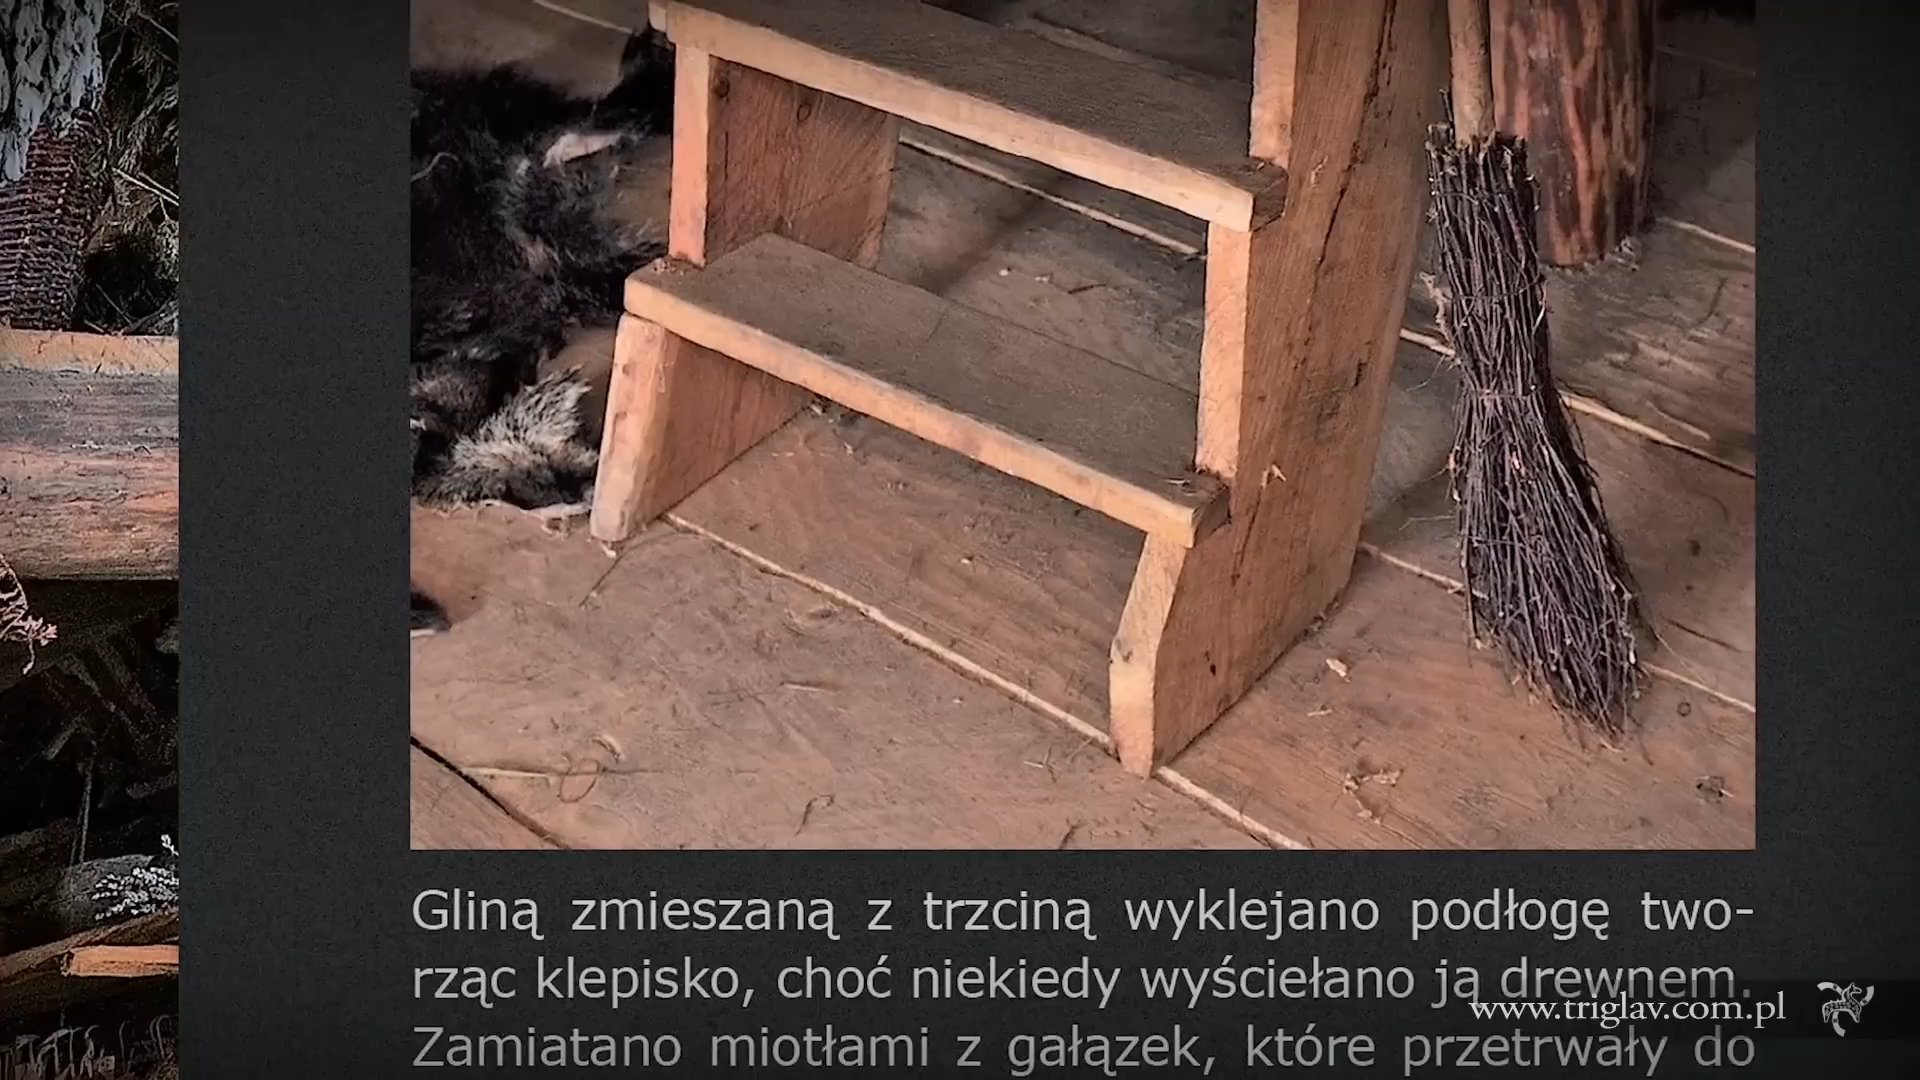 Gliną zmieszaną z trzciną wyklejano podłogę two-
rząc klepisko, choć niekiedy wyściełano ją drewnem.
www.triglav.com.pl
Zamiatano miotłami z gałązek, które przetrwały do